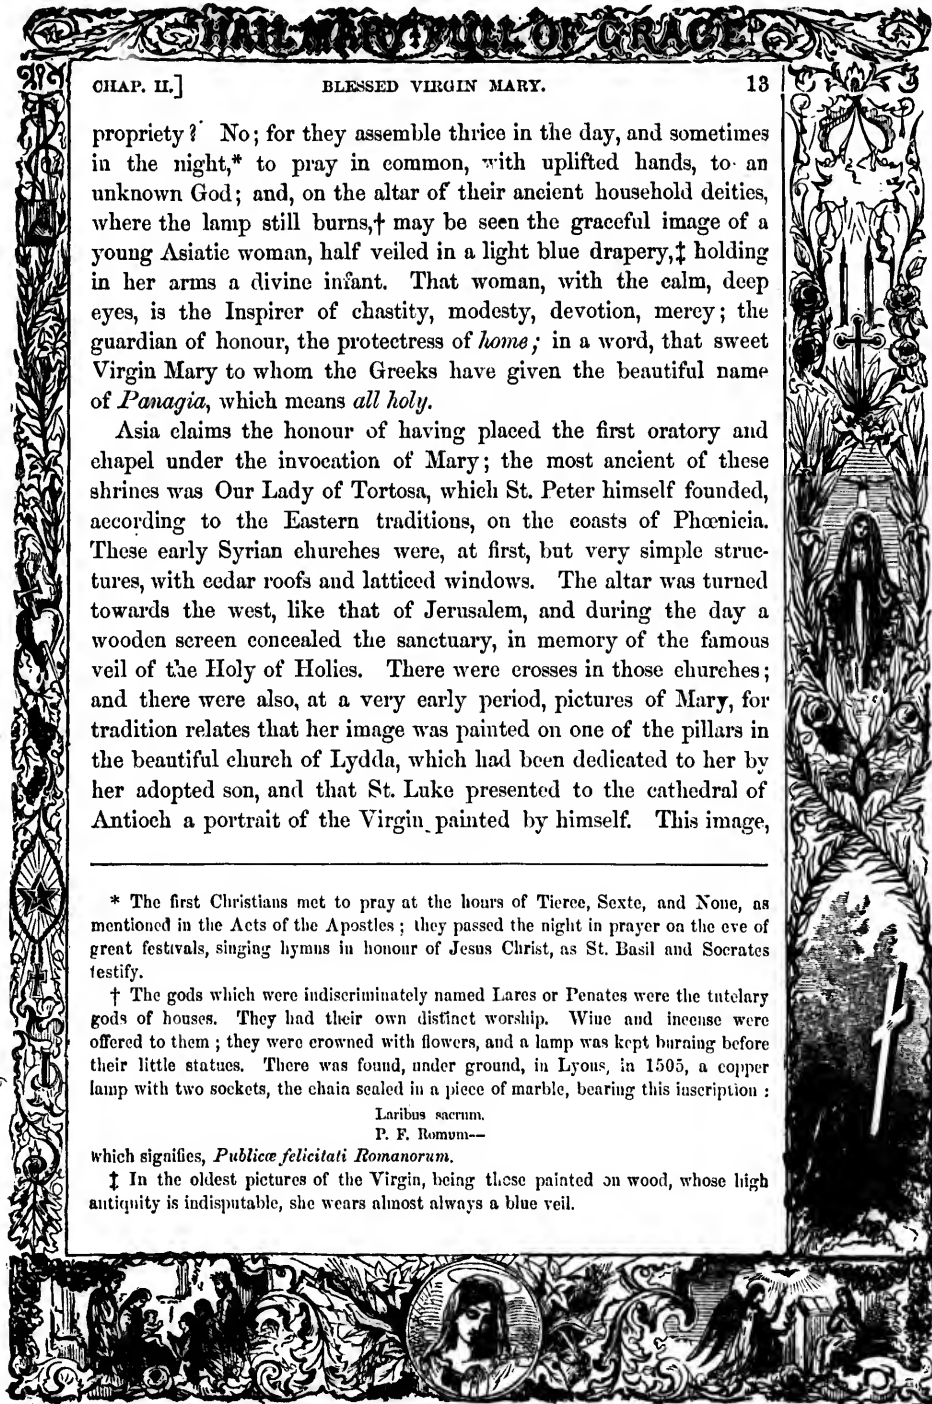 HAIL MARY FULL OF GRACE
CHAP. II.] BLESSED VIRGIN MARY. 13
propriety? No; for they assemble thrice in the day, and sometimes
in the night,* to pray in common, with uplifted hands, to an
unknown God; and, on the altar of their ancient household deities,
where the lamp still burns,† may be seen the graceful image of a
young Asiatic woman, half veiled in a light blue drapery,‡ holding
in her arms a divine infant. That woman, with the calm, deep
eyes, is the Inspirer of chastity, modesty, devotion, mercy; the
guardian of honour, the protectress of home; in a word, that sweet
Virgin Mary to whom the Greeks have given the beautiful name
of Panagia, which means all holy.
Asia claims the honour of having placed the first oratory and
chapel under the invocation of Mary; the most ancient of these
shrines was Our Lady of Tortosa, which St. Peter himself founded,
according to the Eastern traditions, on the coasts of Phœnicia.
These early Syrian churches were, at first, but very simple struc-
tures, with cedar roofs and latticed windows. The altar was turned
towards the west, like that of Jerusalem, and during the day a
wooden screen concealed the sanctuary, in memory of the famous
veil of the Holy of Holies. There were crosses in those churches;
and there were also, at a very early period, pictures of Mary, for
tradition relates that her image was painted on one of the pillars in
the beautiful church of Lydda, which had been dedicated to her by
her adopted son, and that St. Luke presented to the cathedral of
Antioch a portrait of the Virgin painted by himself. This image,
* The first Christians met to pray at the hours of Tierce, Sexte, and None, as
mentioned in the Acts of the Apostles; they passed the night in prayer on the eve of
great festivals, singing hymns in honour of Jesus Christ, as St. Basil and Socrates
testify.
† The gods which were indiscriminately named Lares or Penates were the tutelary
gods of houses. They had their own distinct worship. Wine and incense were
offered to them; they were crowned with flowers, and a lamp was kept burning before
their little statues. There was found, under ground, in Lyons, in 1505, a copper
lamp with two sockets, the chain sealed in a piece of marble, bearing this inscription:
Laribus sacrum.
P. F. Romum—
which signifies, Publicæ felicitati Romanorum.
‡ In the oldest pictures of the Virgin, being those painted on wood, whose high
antiquity is indisputable, she wears almost always a blue veil.